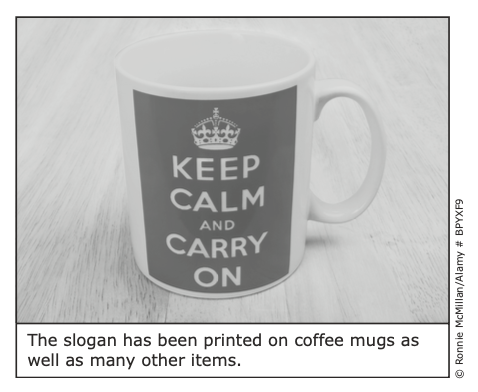 KEEP
CALM
AND
CARRY
ON
The slogan has been printed on coffee mugs as
well as many other items.
© Ronnie McMillan/Alamy # BPYXF9